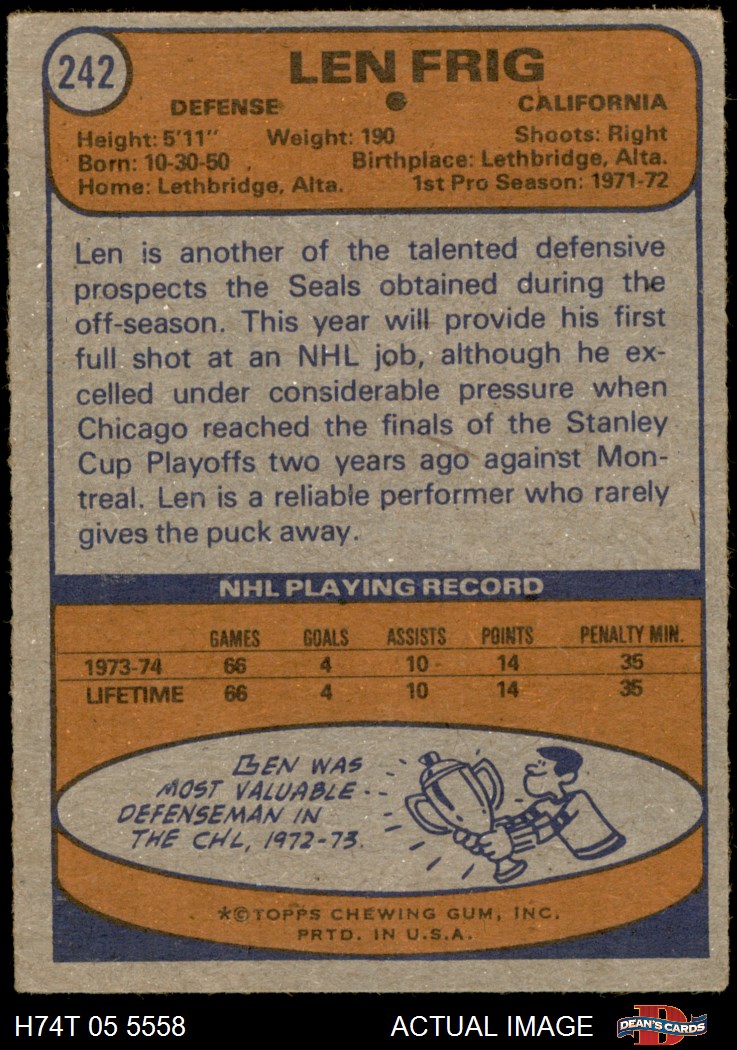 242
LEN FRIG
DEFENSE CALIFORNIA
Height: 5'11" Weight: 190 Shoots: Right
Born: 10-30-50 Birthplace: Lethbridge, Alta.
Home: Lethbridge, Alta. 1st Pro Season: 1971-72
Len is another of the talented defensive
prospects the Seals obtained during the
off-season. This year will provide his first
full shot at an NHL job, although he ex-
celled under considerable pressure when
Chicago reached the finals of the Stanley
Cup Playoffs two years ago against Mon-
treal. Len is a reliable performer who rarely
gives the puck away.
NHL PLAYING RECORD
GAMES GOALS ASSISTS POINTS PENALTY MIN.
1973-74 66 4 10 14 35
LIFETIME 66 4 10 14 35
LEN WAS
MOST VALUABLE
DEFENSEMAN IN
THE CHL, 1972-73.
*© TOPPS CHEWING GUM, INC.
PRTD. IN U.S.A.
H74T 05 5558 ACTUAL IMAGE DEAN'S CARDS